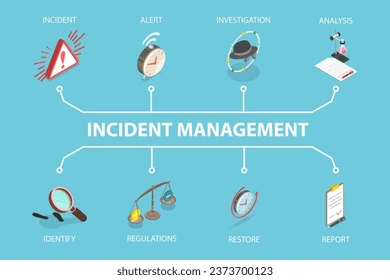 INCIDENT
ALERT
INVESTIGATION
ANALYSIS
INCIDENT MANAGEMENT
IDENTIFY
REGULATIONS
RESTORE
REPORT
shutterstock.com · 2373700123